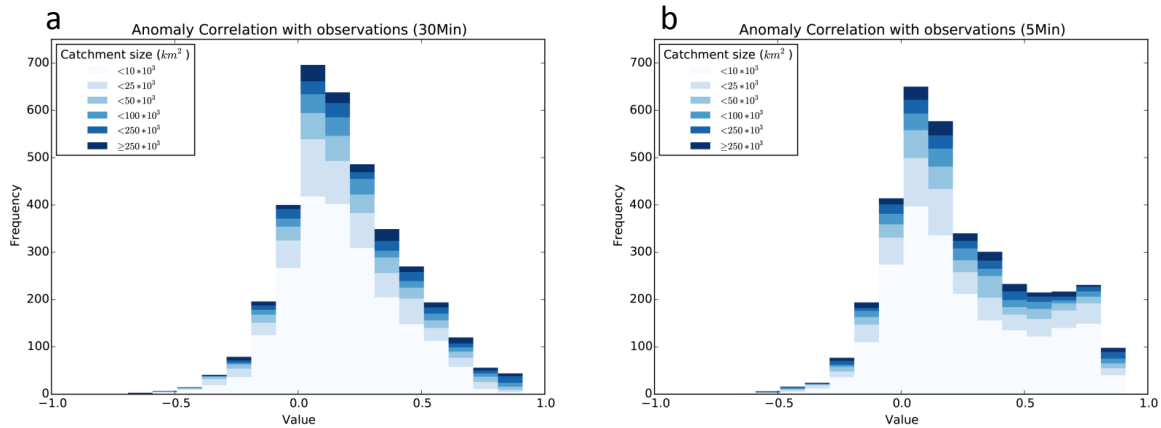 a
Anomaly Correlation with observations (30Min)
Catchment size (km²)
<10*10³
<25*10³
<50*10³
<100*10³
<250*10³
≥250*10³
700
600
500
400
300
200
100
0
Frequency
−1.0 −0.5 0.0 0.5 1.0
Value
b
Anomaly Correlation with observations (5Min)
Catchment size (km²)
<10*10³
<25*10³
<50*10³
<100*10³
<250*10³
≥250*10³
700
600
500
400
300
200
100
0
Frequency
−1.0 −0.5 0.0 0.5 1.0
Value